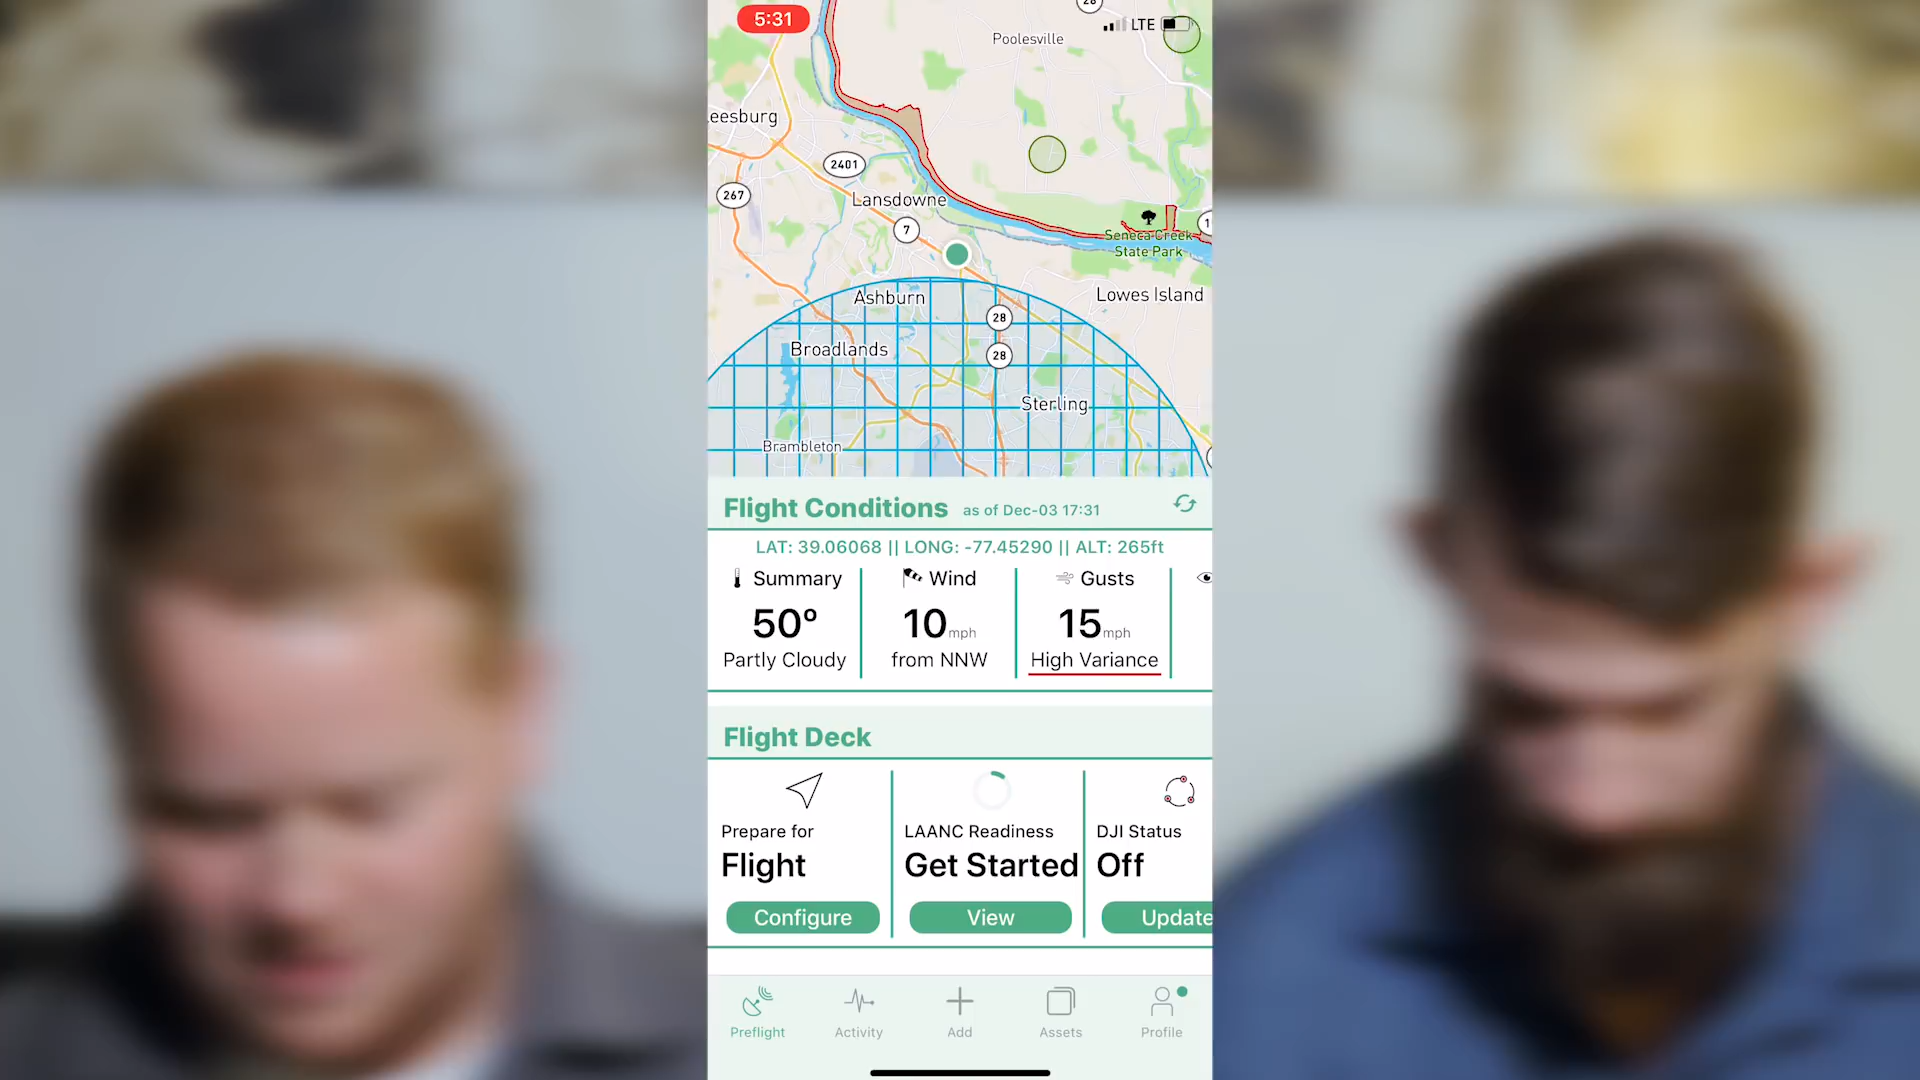 5:31
LTE
28
Poolesville
eesburg
2401
267
Lansdowne
7
1
Seneca Creek
State Park
Ashburn
Lowes Island
28
Broadlands
28
Sterling
Brambleton
Flight Conditions as of Dec-03 17:31
LAT: 39.06068 || LONG: -77.45290 || ALT: 265ft
Summary Wind Gusts
50° 10 mph 15 mph
Partly Cloudy from NNW High Variance
Flight Deck
Prepare for LAANC Readiness DJI Status
Flight Get Started Off
Configure View Update
Preflight Activity Add Assets Profile